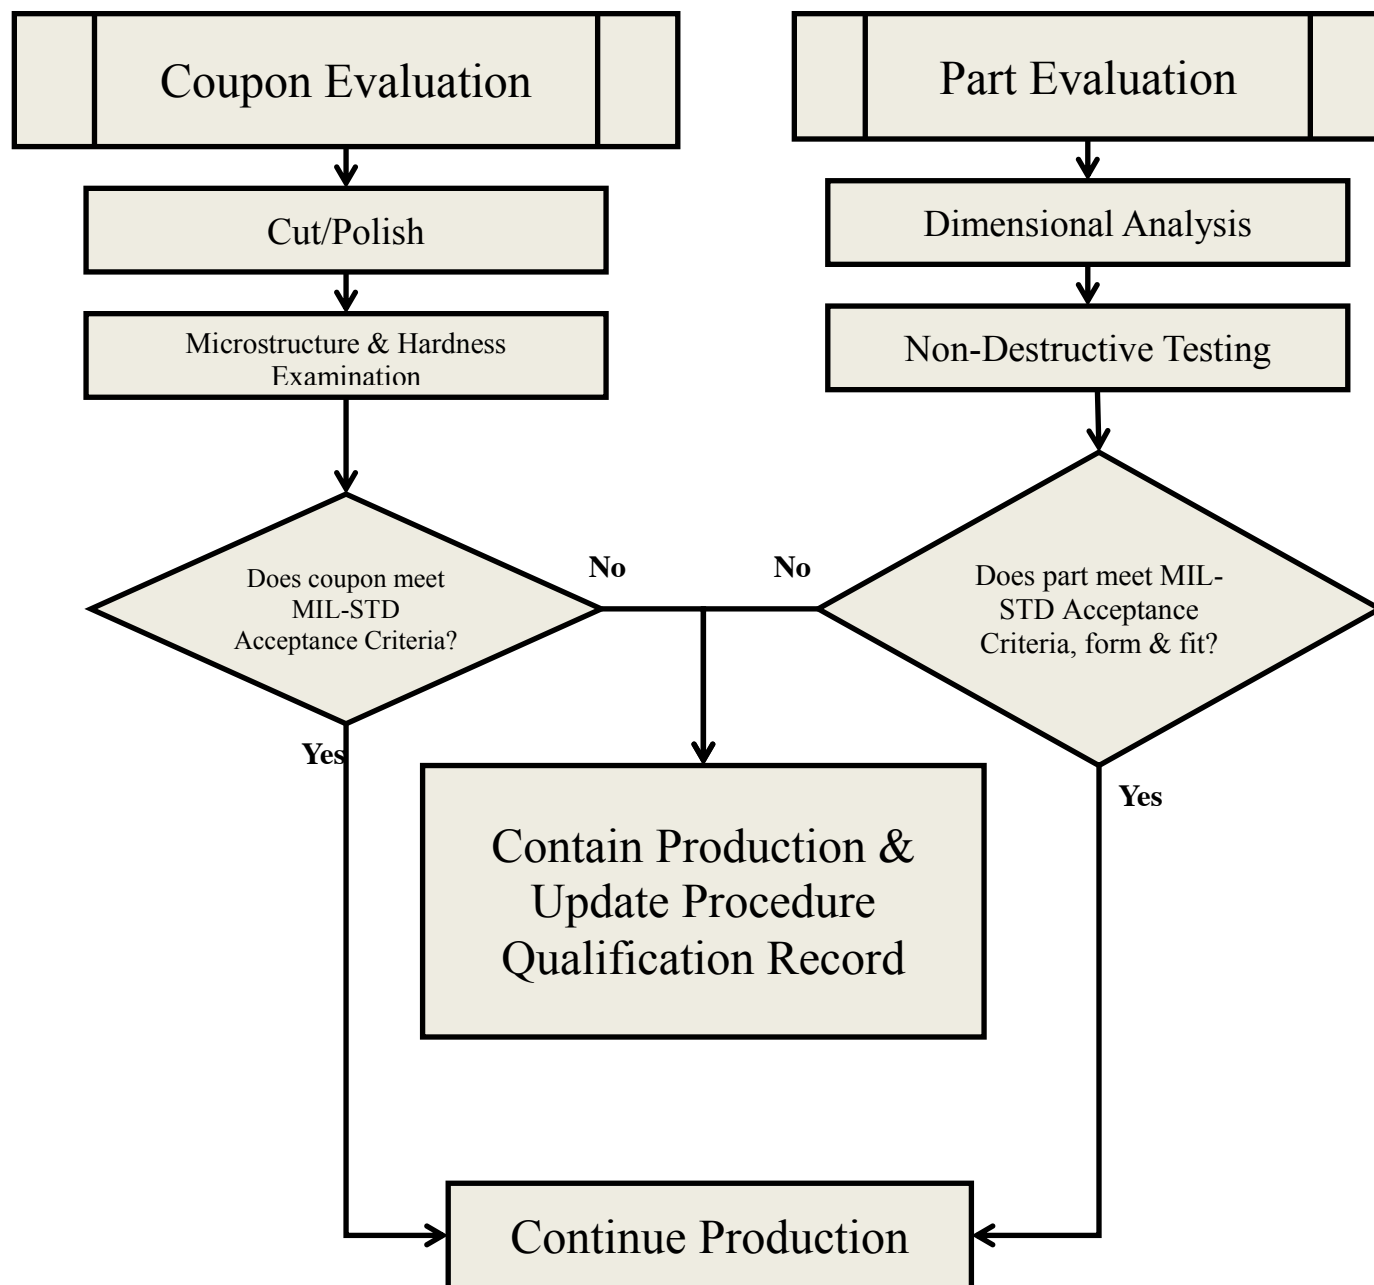 Coupon Evaluation
Cut/Polish
Microstructure & Hardness
Examination
Does coupon meet
MIL-STD
Acceptance Criteria?
No
Yes
Part Evaluation
Dimensional Analysis
Non-Destructive Testing
Does part meet MIL-
STD Acceptance
Criteria, form & fit?
No
Yes
Contain Production &
Update Procedure
Qualification Record
Continue Production